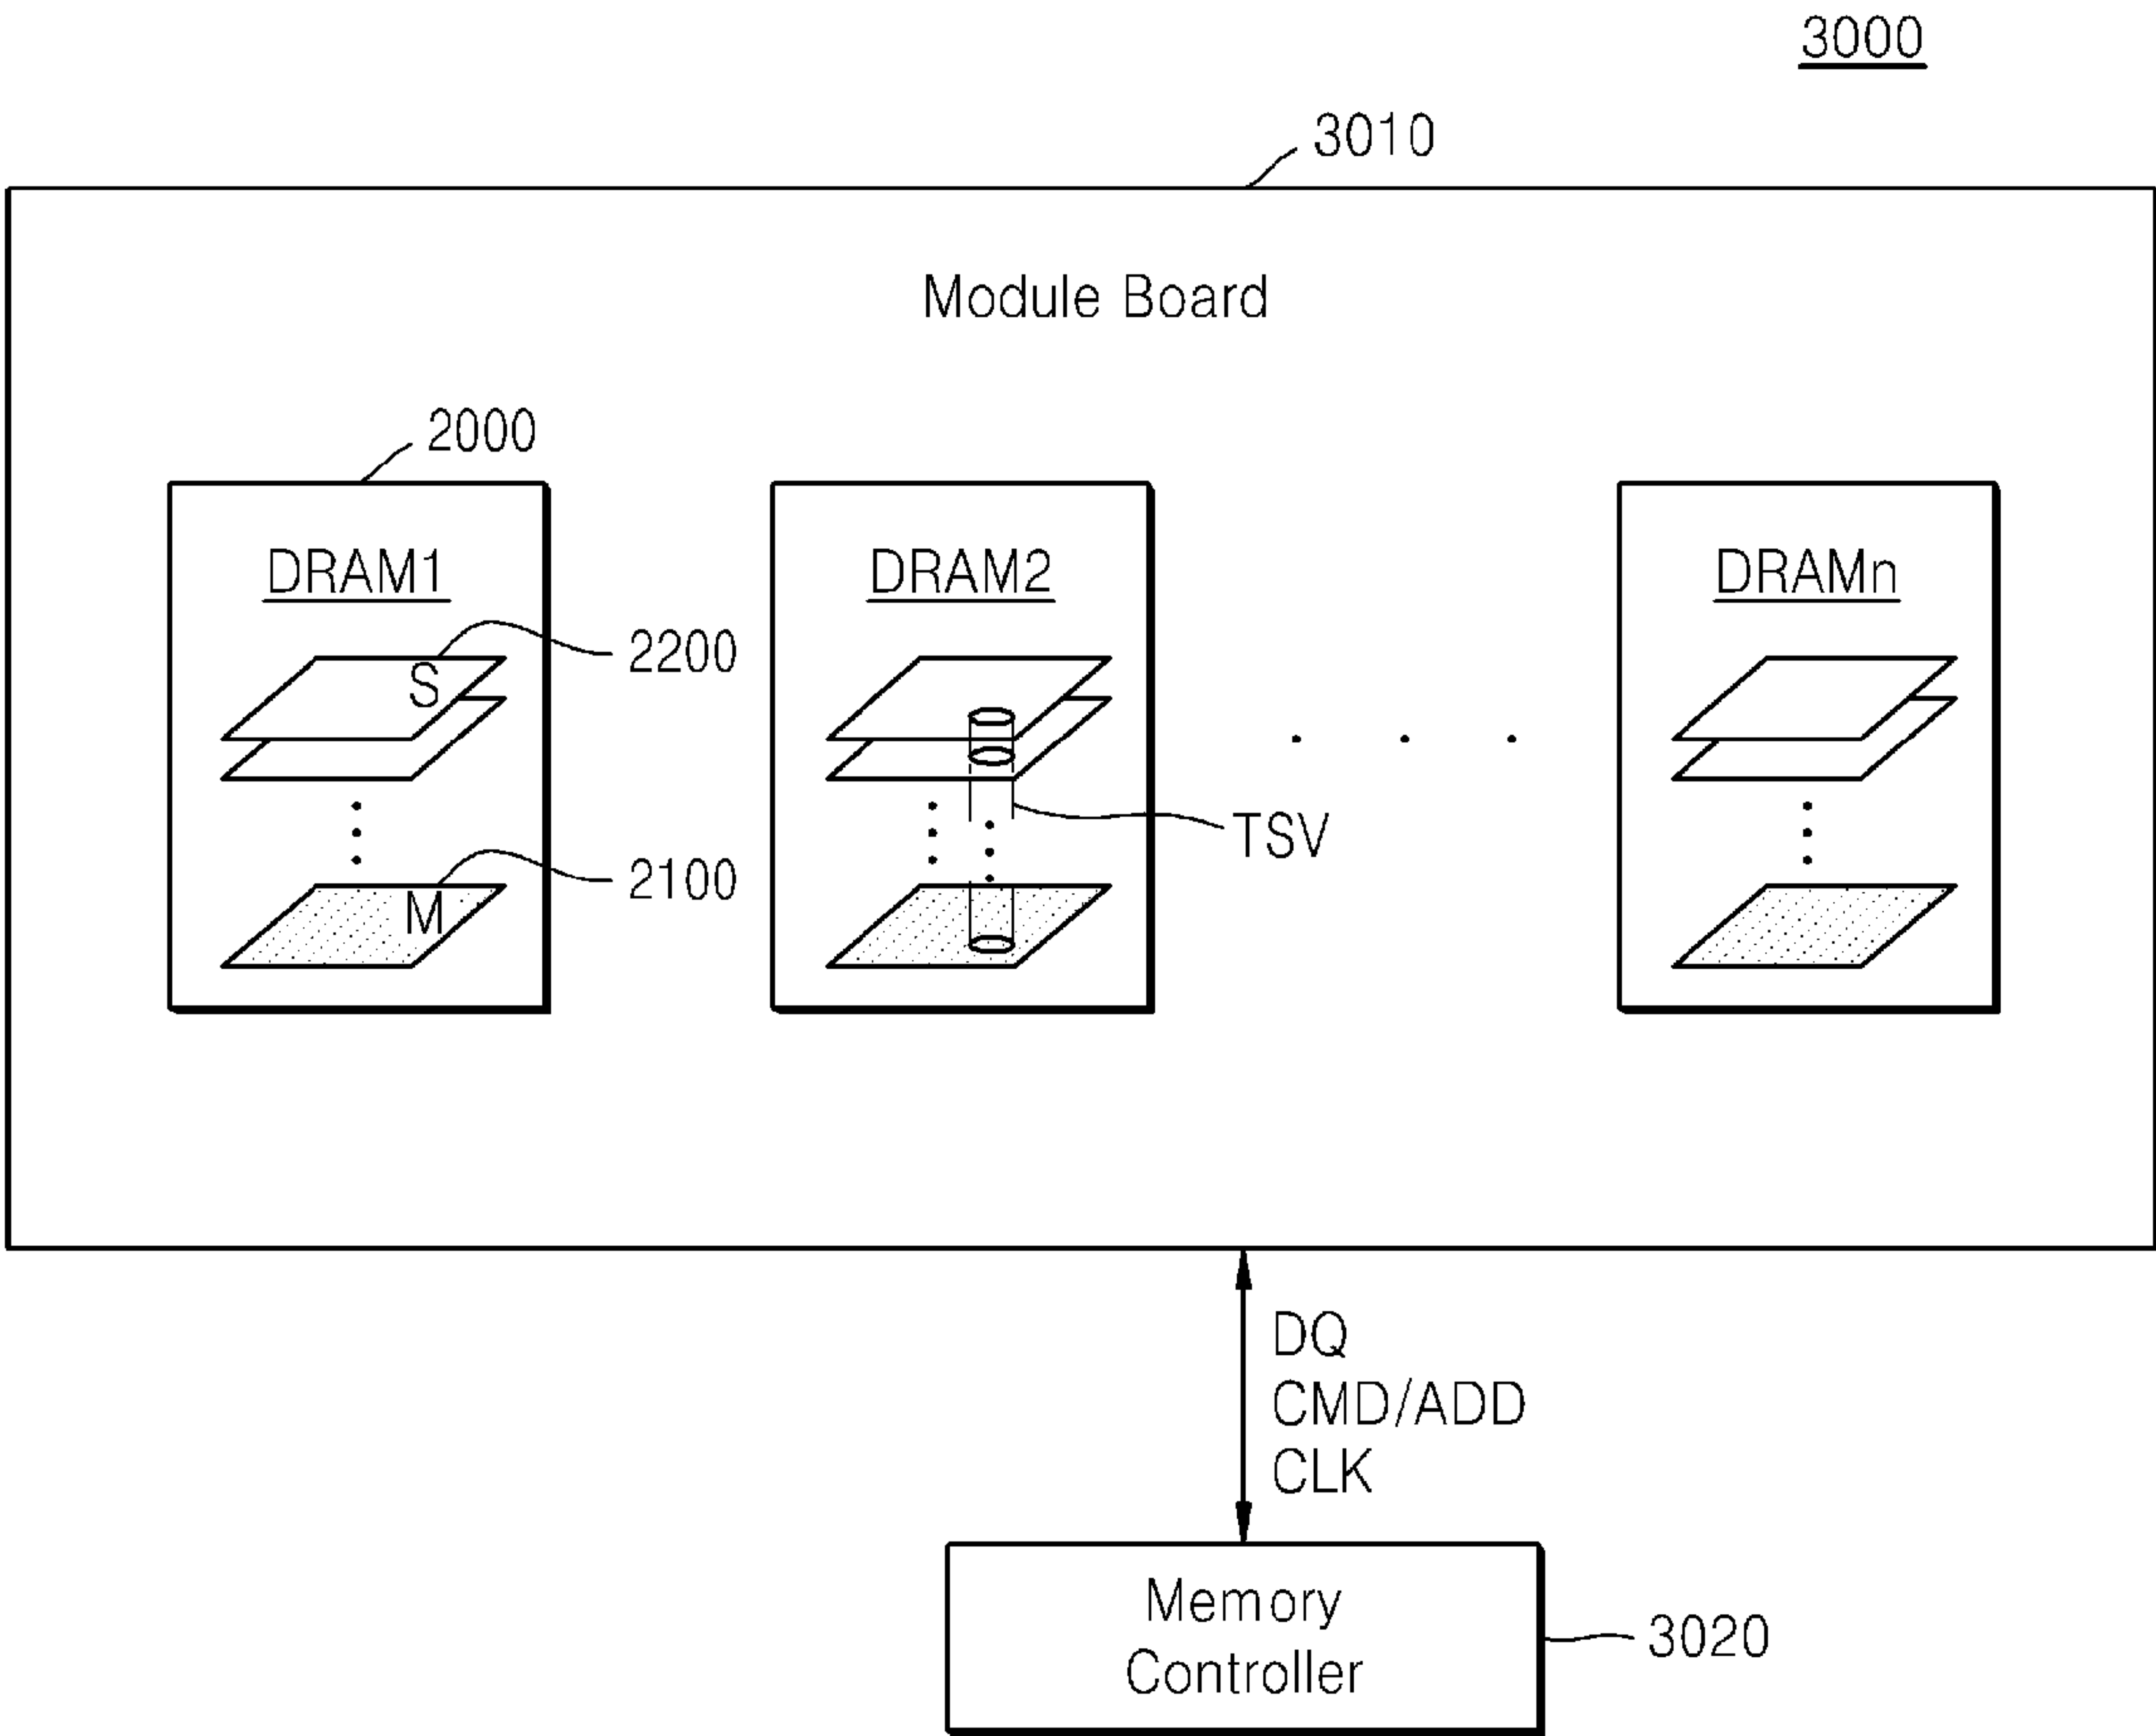 3000
3010
Module Board
2000
DRAM1
DRAM2
DRAMn
S
2200
TSV
M
2100
DQ
CMD/ADD
CLK
Memory
Controller
3020